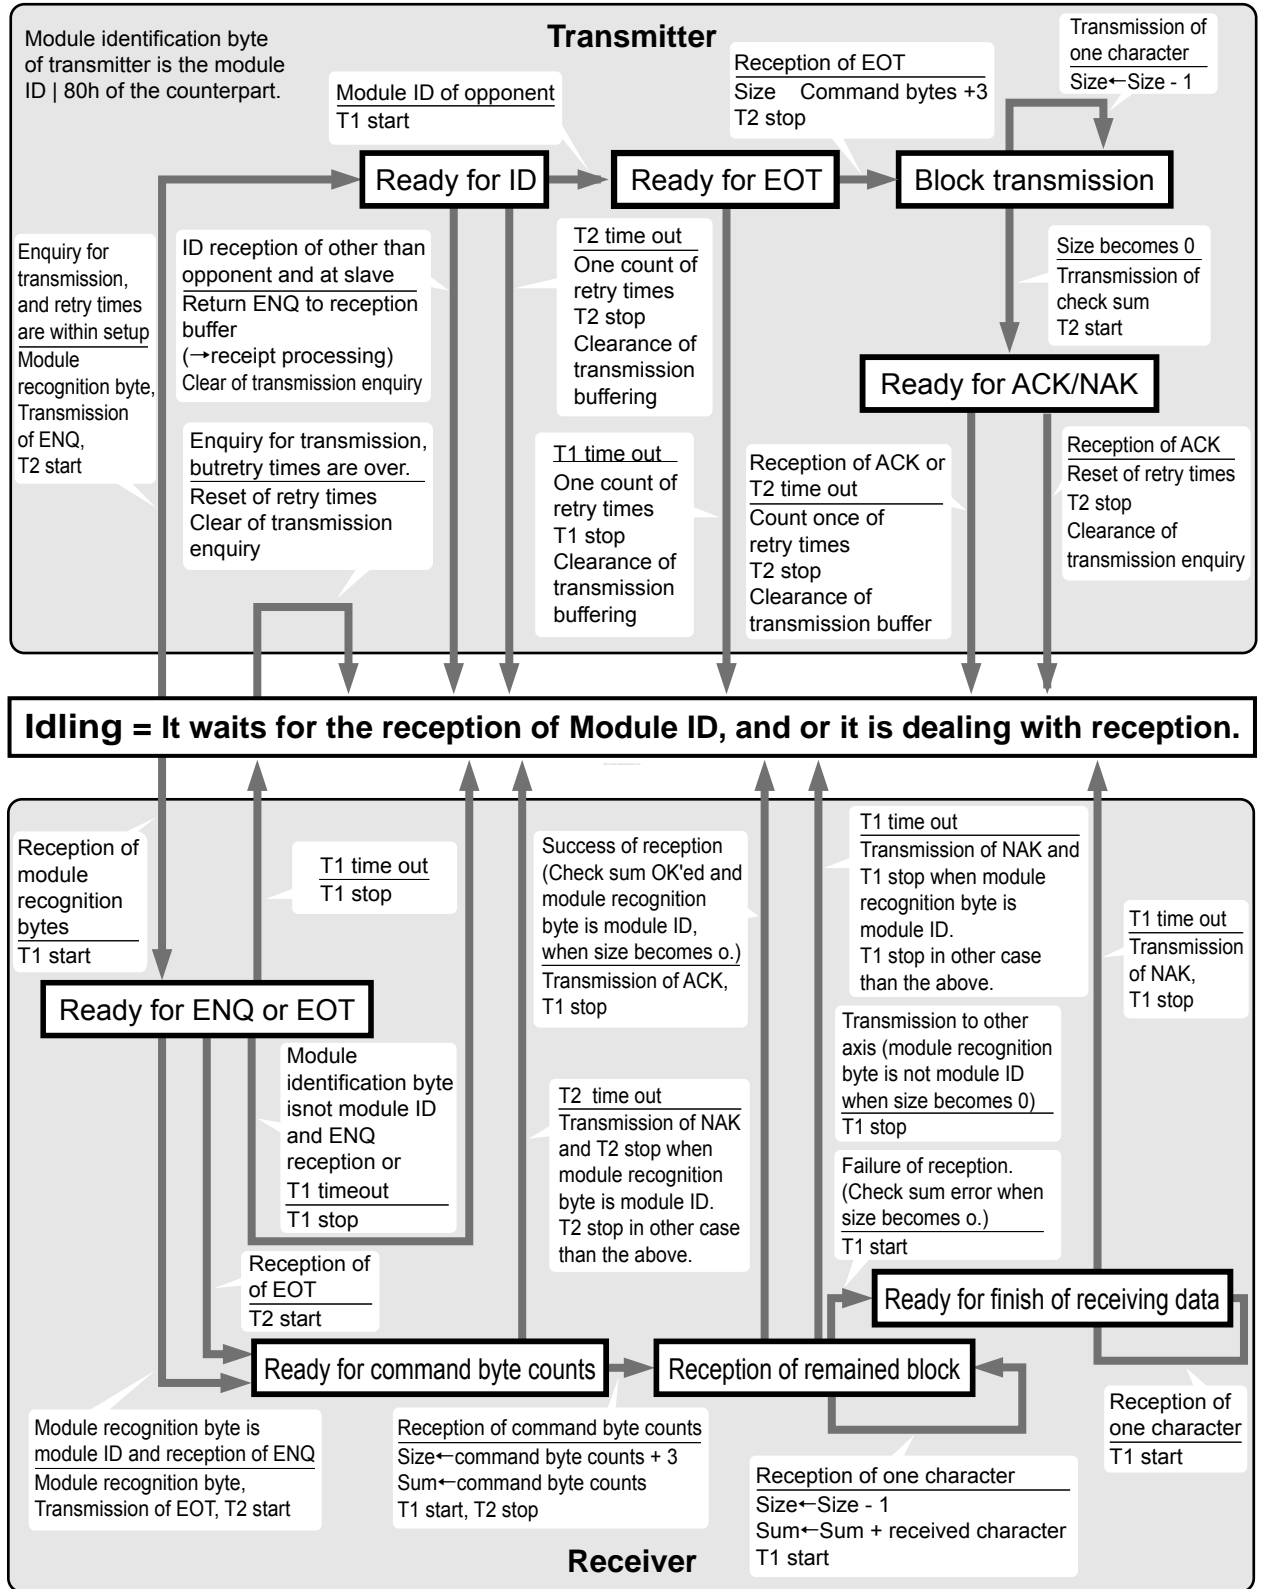 Module identification byte
of transmitter is the module
ID | 80h of the counterpart.
Transmitter
Transmission of
one character
Size←Size - 1
Reception of EOT
Size Command bytes +3
T2 stop
Module ID of opponent
T1 start
Ready for ID
Ready for EOT
Block transmission
Enquiry for
transmission,
and retry times
are within setup
Module
recognition byte,
Transmission
of ENQ,
T2 start
ID reception of other than
opponent and at slave
Return ENQ to reception
buffer
(→receipt processing)
Clear of transmission enquiry
T2 time out
One count of
retry times
T2 stop
Clearance of
transmission
buffering
Size becomes 0
Ttransmission of
check sum
T2 start
Ready for ACK/NAK
Enquiry for transmission,
butretry times are over.
Reset of retry times
Clear of transmission
enquiry
T1 time out
One count of
retry times
T1 stop
Clearance of
transmission
buffering
Reception of ACK or
T2 time out
Count once of
retry times
T2 stop
Clearance of
transmission buffer
Reception of ACK
Reset of retry times
T2 stop
Clearance of
transmission enquiry
Idling = It waits for the reception of Module ID, and or it is dealing with reception.
Reception of
module
recognition
bytes
T1 start
T1 time out
T1 stop
Success of reception
(Check sum OK'ed and
module recognition
byte is module ID,
when size becomes o.)
Transmission of ACK,
T1 stop
T1 time out
Transmission of NAK and
T1 stop when module
recognition byte is
module ID.
T1 stop in other case
than the above.
T1 time out
Transmission
of NAK,
T1 stop
Ready for ENQ or EOT
Module
identification byte
isnot module ID
and ENQ
reception or
T1 timeout
T1 stop
T2 time out
Transmission of NAK
and T2 stop when
module recognition
byte is module ID.
T2 stop in other case
than the above.
Transmission to other
axis (module recognition
byte is not module ID
when size becomes 0)
T1 stop
Failure of reception.
(Check sum error when
size becomes o.)
T1 start
Reception of
of EOT
T2 start
Ready for finish of receiving data
Ready for command byte counts
Reception of remained block
Module recognition byte is
module ID and reception of ENQ
Module recognition byte,
Transmission of EOT, T2 start
Reception of command byte counts
Size←command byte counts + 3
Sum←command byte counts
T1 start, T2 stop
Reception of one character
Size←Size - 1
Sum←Sum + received character
T1 start
Reception of
one character
T1 start
Receiver